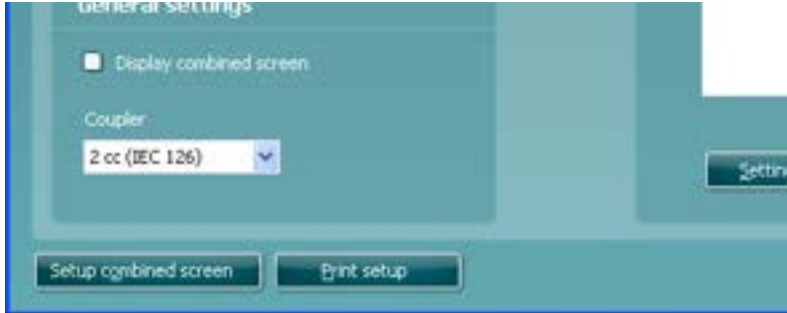 General settings
Display combined screen
Coupler
2 cc (IEC 126)
Setup combined screen
Print setup